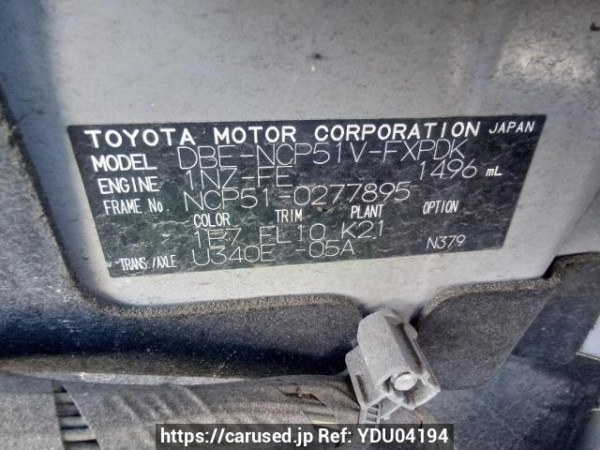 TOYOTA MOTOR CORPORATION JAPAN
MODEL DBE-NCP51V-FXPDK
ENGINE 1NZ-FE 1496 mL
FRAME No. NCP51-0277895
COLOR TRIM PLANT OPTION
1E7 FL10 K21
TRANS./AXLE U340E -05A N379
https://carused.jp Ref: YDU04194